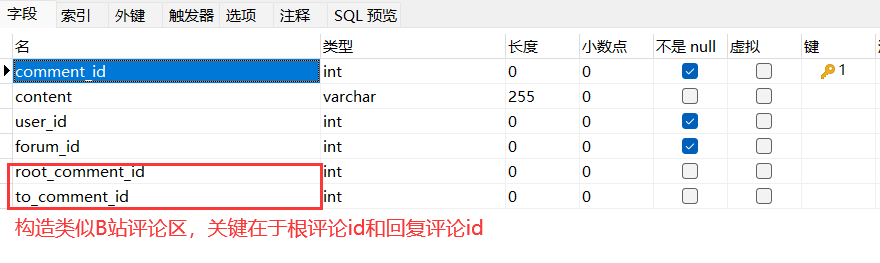 字段 索引 外键 触发器 选项 注释 SQL 预览
名 类型 长度 小数点 不是 null 虚拟 键
comment_id int 0 0 1
content varchar 255 0
user_id int 0 0
forum_id int 0 0
root_comment_id int 0 0
to_comment_id int 0 0
构造类似B站评论区，关键在于根评论id和回复评论id